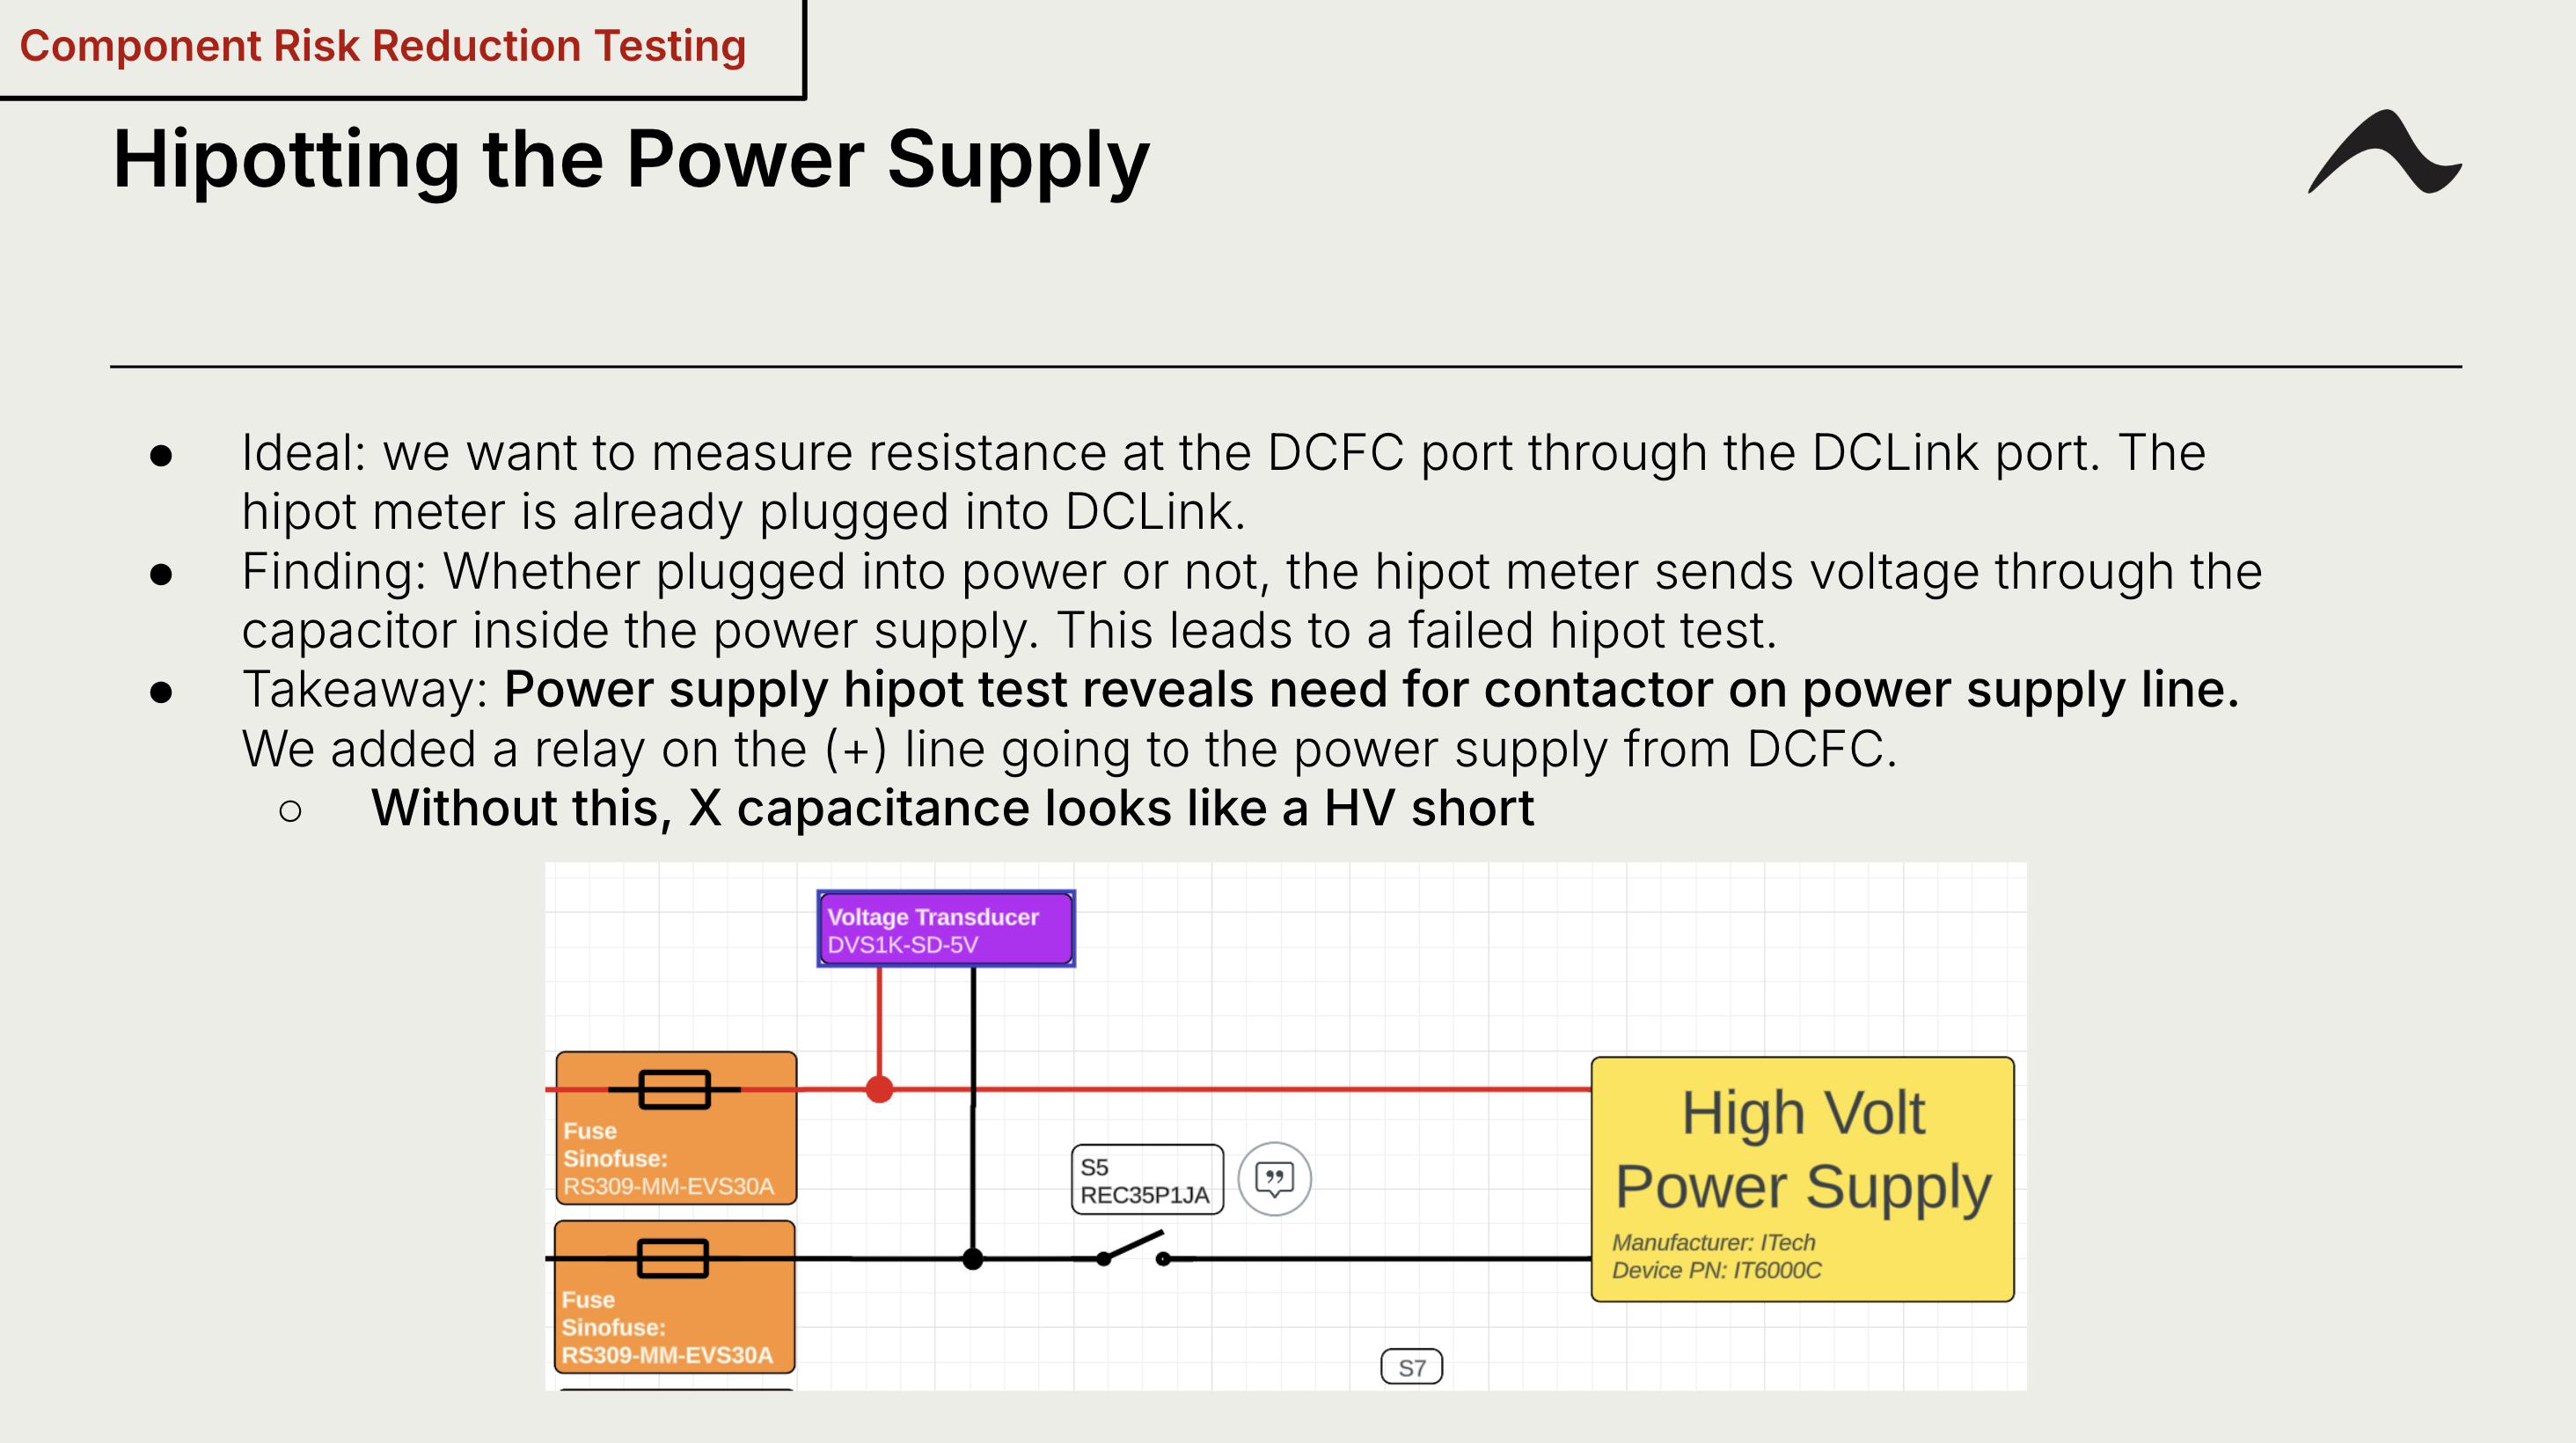 Component Risk Reduction Testing
Hipotting the Power Supply
● Ideal: we want to measure resistance at the DCFC port through the DCLink port. The
hipot meter is already plugged into DCLink.
● Finding: Whether plugged into power or not, the hipot meter sends voltage through the
capacitor inside the power supply. This leads to a failed hipot test.
● Takeaway: Power supply hipot test reveals need for contactor on power supply line.
We added a relay on the (+) line going to the power supply from DCFC.
○ Without this, X capacitance looks like a HV short
Voltage Transducer
DVS1K-SD-5V
Fuse
Sinofuse:
RS309-MM-EVS30A
S5
REC35P1JA
High Volt
Power Supply
Manufacturer: ITech
Device PN: IT6000C
Fuse
Sinofuse:
RS309-MM-EVS30A
S7